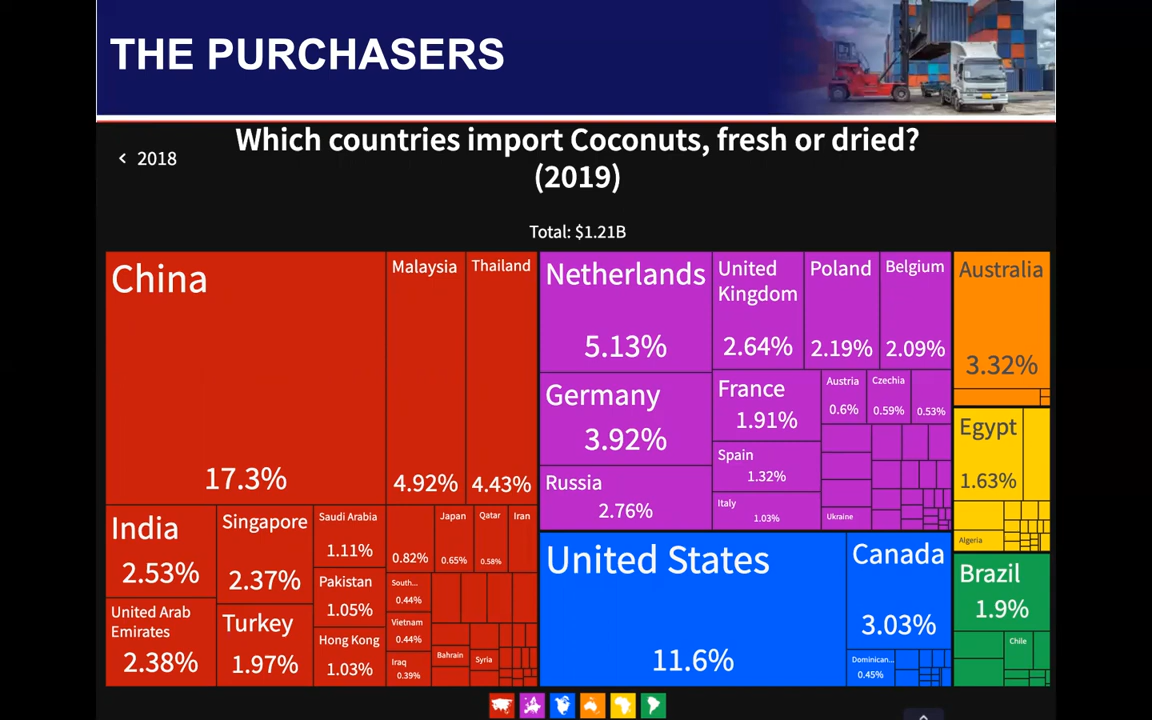 THE PURCHASERS
Which countries import Coconuts, fresh or dried?
(2019)
< 2018
Total: $1.21B
China
17.3%
Malaysia
4.92%
Thailand
4.43%
India
2.53%
Singapore
2.37%
Saudi Arabia
1.11%
0.82%
Japan
0.65%
Qatar
0.58%
Iran
United Arab
Emirates
2.38%
Turkey
1.97%
Pakistan
1.05%
Hong Kong
1.03%
South...
0.44%
Vietnam
0.44%
Iraq
0.39%
Bahrain
Syria
Netherlands
5.13%
Germany
3.92%
Russia
2.76%
United
Kingdom
2.64%
Poland
2.19%
Belgium
2.09%
France
1.91%
Spain
1.32%
Italy
1.03%
Austria
0.6%
Czechia
0.59%
0.53%
Ukraine
United States
11.6%
Canada
3.03%
Dominican...
0.45%
Australia
3.32%
Egypt
1.63%
Algeria
Brazil
1.9%
Chile